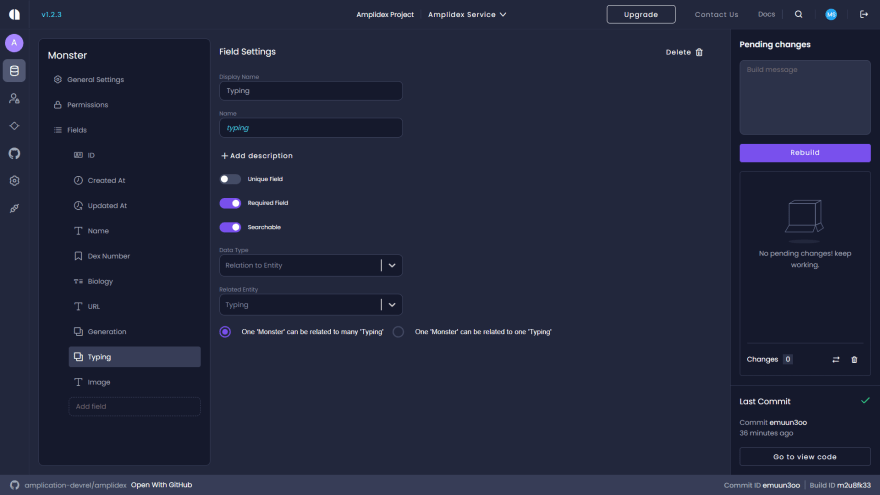 v1.2.3
Amplidex Project
Amplidex Service
Upgrade
Contact Us
Docs
MS
A
Monster
General Settings
Permissions
Fields
ID
Created At
Updated At
Name
Dex Number
Biology
URL
Generation
Typing
Image
Add field
Field Settings
Delete
Display Name
Typing
Name
typing
+ Add description
Unique Field
Required Field
Searchable
Data Type
Relation to Entity
Related Entity
Typing
One 'Monster' can be related to many 'Typing'
One 'Monster' can be related to one 'Typing'
Pending changes
Build message
Rebuild
No pending changes! keep
working.
Changes 0
Last Commit
Commit emuun3oo
36 minutes ago
Go to view code
amplication-devrel/amplidex Open With GitHub
Commit ID emuun3oo | Build ID m2u8fk33